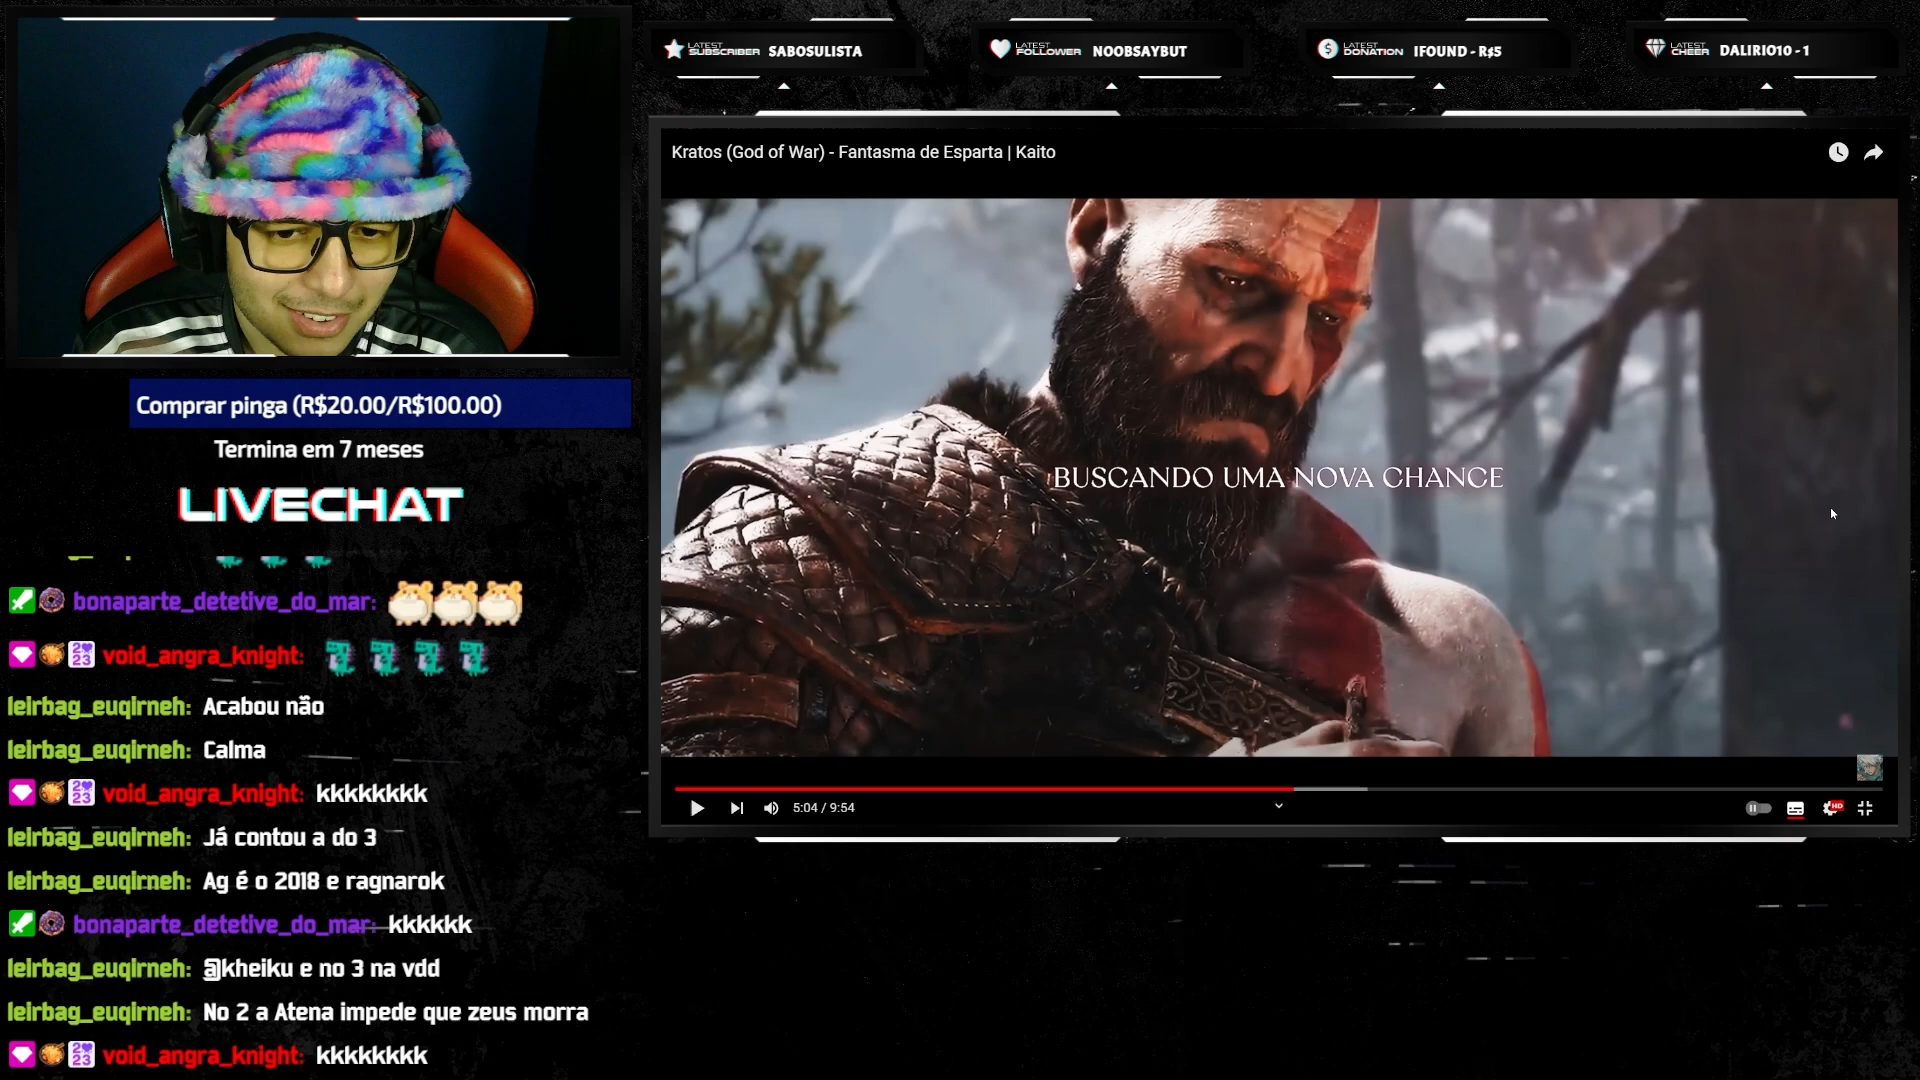 LATEST SUBSCRIBER SABOSULISTA
LATEST FOLLOWER NOOBSAYBUT
LATEST DONATION IFOUND - R$5
LATEST CHEER DALIRIO10 - 1
Kratos (God of War) - Fantasma de Esparta | Kaito
BUSCANDO UMA NOVA CHANCE
5:04 / 9:54
HD
Comprar pinga (R$20.00/R$100.00)
Termina em 7 meses
LIVECHAT
bonaparte_detetive_do_mar:
2023 void_angra_knight:
leirbag_euqirneh: Acabou não
leirbag_euqirneh: Calma
2023 void_angra_knight: kkkkkkkk
leirbag_euqirneh: Já contou a do 3
leirbag_euqirneh: Ag é o 2018 e ragnarok
bonaparte_detetive_do_mar: kkkkkk
leirbag_euqirneh: @kheiku e no 3 na vdd
leirbag_euqirneh: No 2 a Atena impede que zeus morra
2023 void_angra_knight: kkkkkkkk